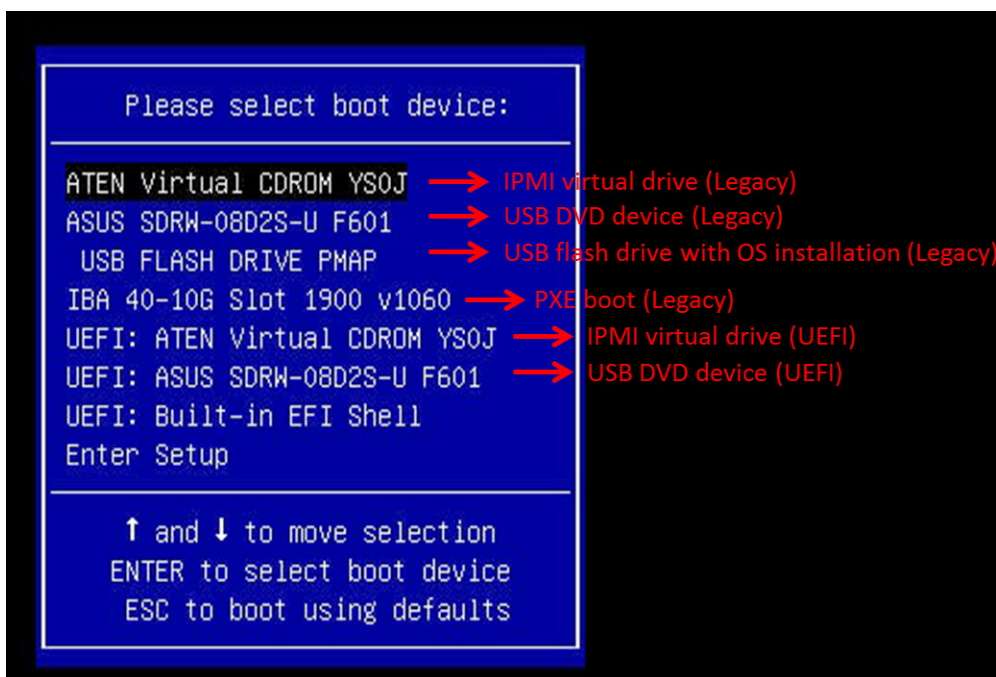 Please select boot device:
ATEN Virtual CDROM YS0J IPMI virtual drive (Legacy)
ASUS SDRW-08D2S-U F601 USB DVD device (Legacy)
USB FLASH DRIVE PMAP USB flash drive with OS installation (Legacy)
IBA 40-10G Slot 1900 v1060 PXE boot (Legacy)
UEFI: ATEN Virtual CDROM YS0J IPMI virtual drive (UEFI)
UEFI: ASUS SDRW-08D2S-U F601 USB DVD device (UEFI)
UEFI: Built-in EFI Shell
Enter Setup
↑ and ↓ to move selection
ENTER to select boot device
ESC to boot using defaults